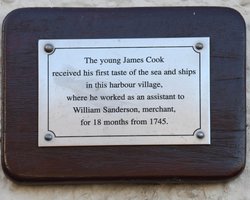 The young James Cook
received his first taste of the sea and ships
in this harbour village,
where he worked as an assistant to
William Sanderson, merchant,
for 18 months from 1745.